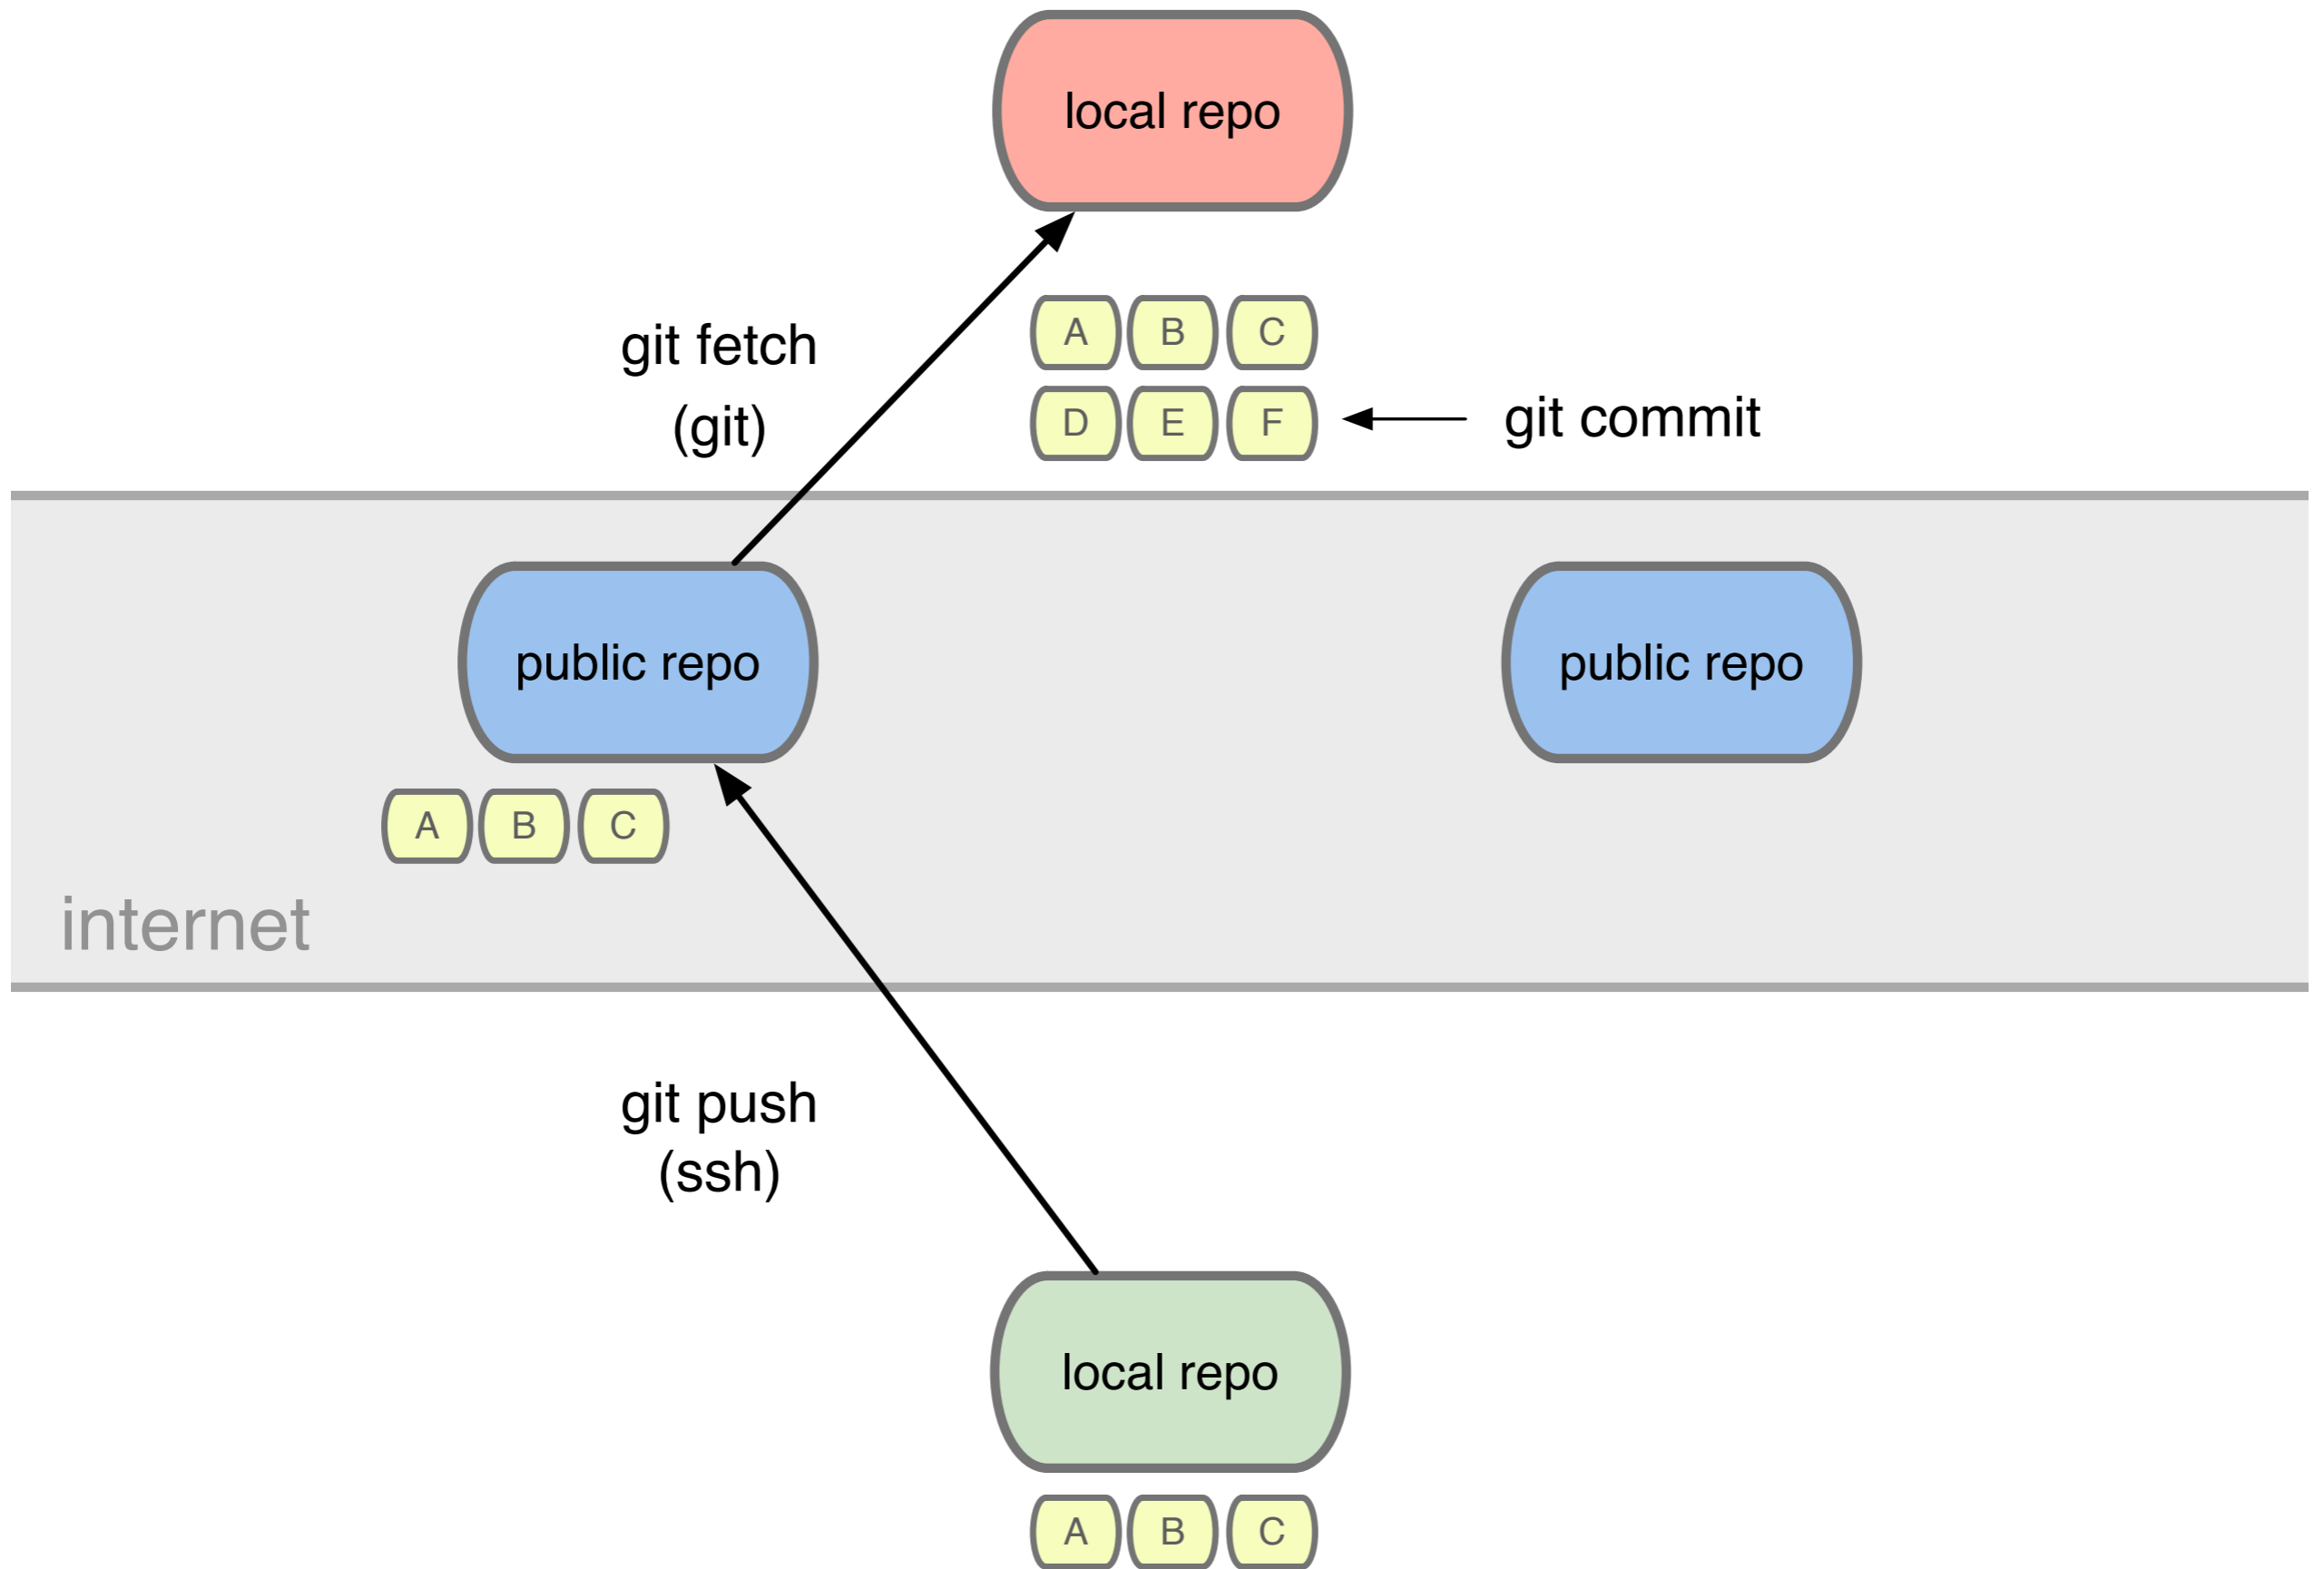 local repo
git fetch
(git)
A B C
D E F
git commit
public repo
public repo
A B C
internet
git push
(ssh)
local repo
A B C